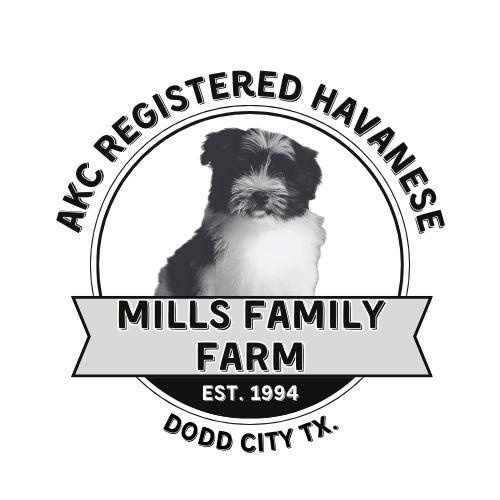 AKC REGISTERED HAVANESE
MILLS FAMILY
FARM
EST. 1994
DODD CITY TX.